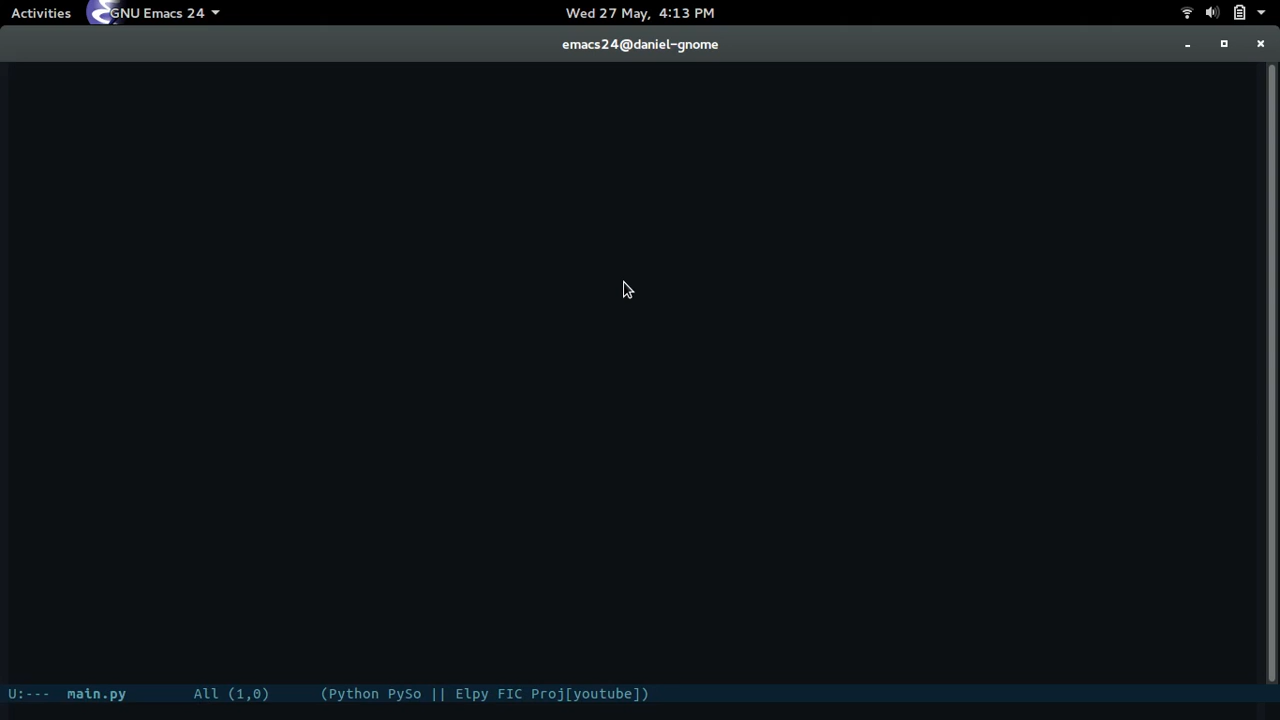 Activities GNU Emacs 24 Wed 27 May, 4:13 PM
emacs24@daniel-gnome
U:--- main.py All (1,0) (Python PySo || Elpy FIC Proj[youtube])